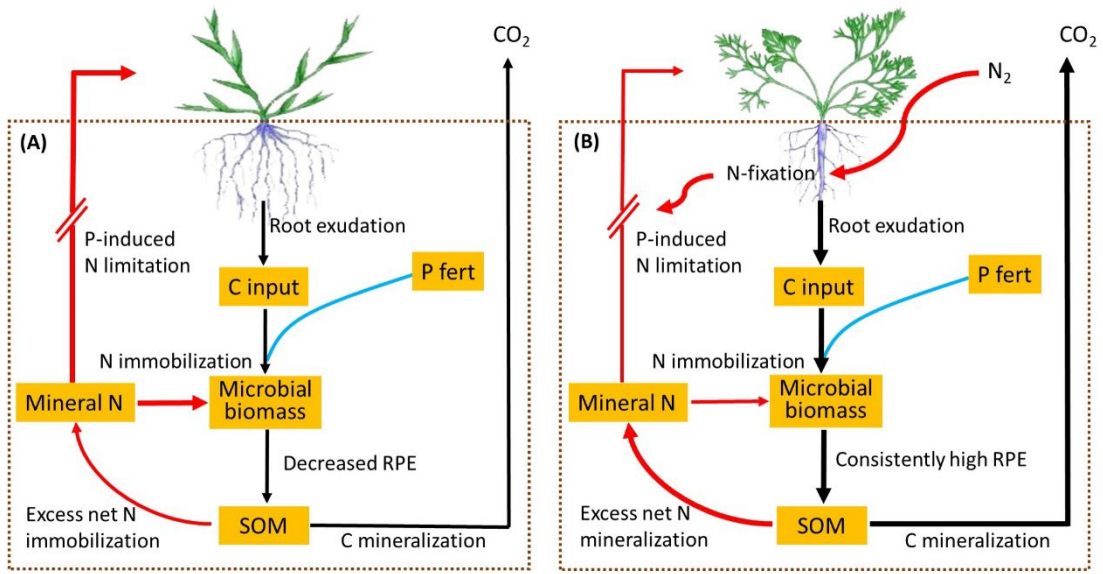 CO2
(A)
Root exudation
P-induced
N limitation
C input
P fert
N immobilization
Mineral N
Microbial
biomass
Decreased RPE
Excess net N
immobilization
SOM
C mineralization
CO2
N2
(B)
N-fixation
Root exudation
P-induced
N limitation
C input
P fert
N immobilization
Mineral N
Microbial
biomass
Consistently high RPE
Excess net N
mineralization
SOM
C mineralization